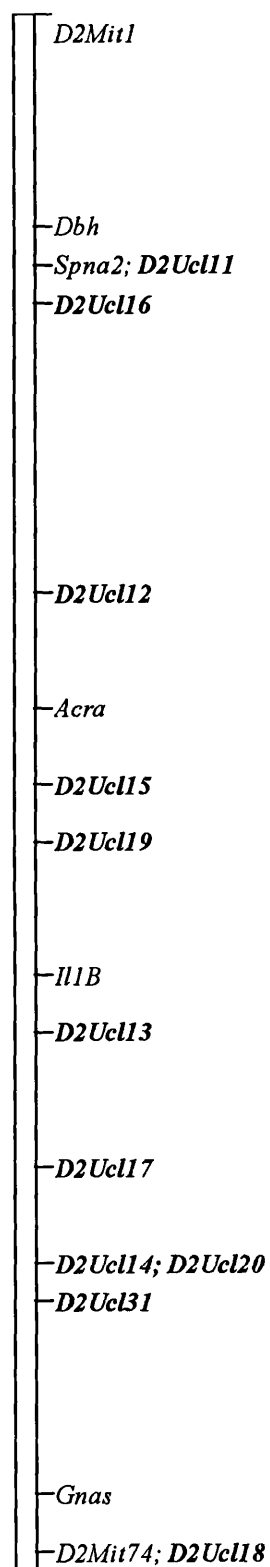 D2Mit1
Dbh
Spna2; D2Ucl11
D2Ucl16
D2Ucl12
Acra
D2Ucl15
D2Ucl19
Il1B
D2Ucl13
D2Ucl17
D2Ucl14; D2Ucl20
D2Ucl31
Gnas
D2Mit74; D2Ucl18